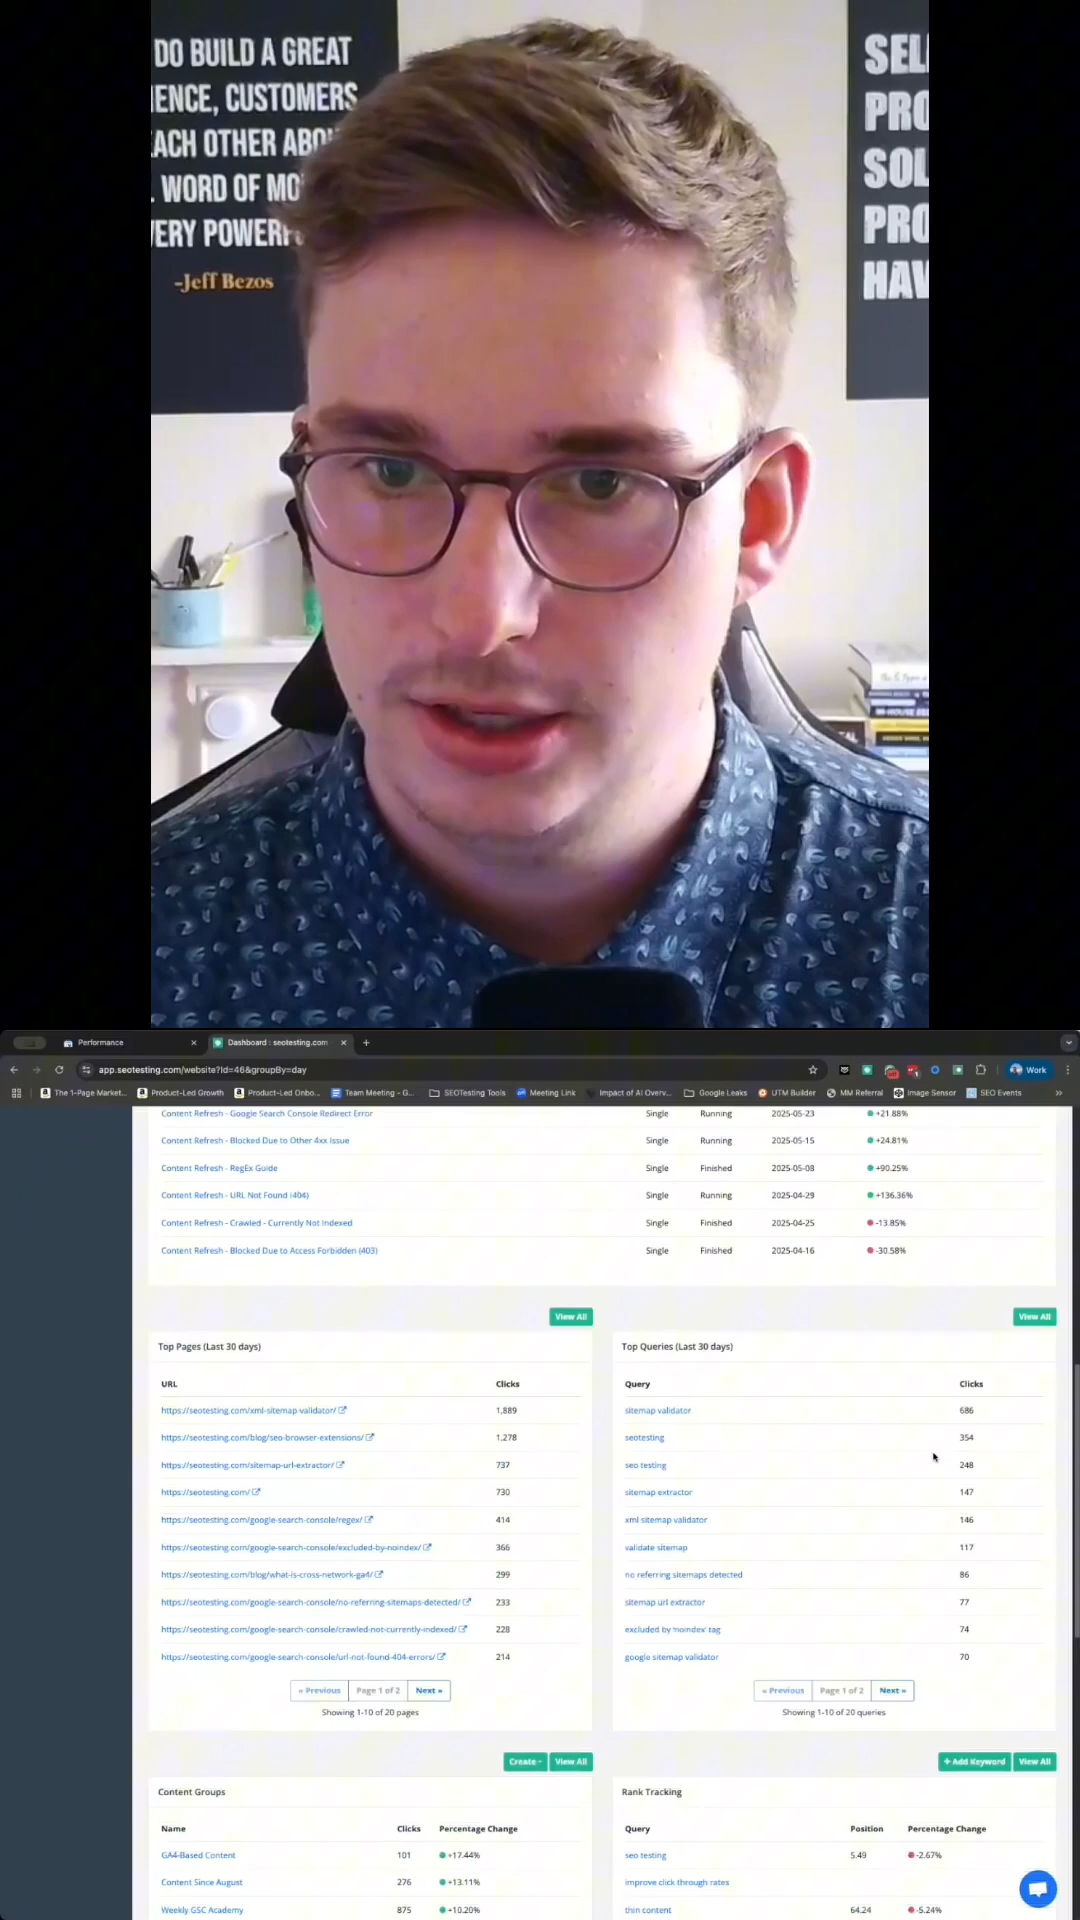 DO BUILD A GREAT
IENCE, CUSTOMERS
EACH OTHER ABO
. WORD OF MO
VERY POWERFU
-Jeff Bezos
SEL
PRO
SOL
PRO
HAV
Performance
Dashboard : seotesting.com
app.seotesting.com/website?Id=46&groupBy=day
Work
The 1-Page Market...
Product-Led Growth
Product-Led Onbo...
Team Meeting - G...
SEOTesting Tools
Meeting Link
Impact of AI Overv...
Google Leaks
UTM Builder
MM Referral
Image Sensor
SEO Events
Content Refresh - Google Search Console Redirect Error Single Running 2025-05-23 +21.88%
Content Refresh - Blocked Due to Other 4xx Issue Single Running 2025-05-15 +24.81%
Content Refresh - RegEx Guide Single Finished 2025-05-08 +90.25%
Content Refresh - URL Not Found (404) Single Running 2025-04-29 +136.36%
Content Refresh - Crawled - Currently Not Indexed Single Finished 2025-04-25 -13.85%
Content Refresh - Blocked Due to Access Forbidden (403) Single Finished 2025-04-16 -30.58%
View All
Top Pages (Last 30 days)
URL Clicks
https://seotesting.com/xml-sitemap-validator/ 1,889
https://seotesting.com/blog/seo-browser-extensions/ 1,278
https://seotesting.com/sitemap-url-extractor/ 737
https://seotesting.com/ 730
https://seotesting.com/google-search-console/regex/ 414
https://seotesting.com/google-search-console/excluded-by-noindex/ 366
https://seotesting.com/blog/what-is-cross-network-ga4/ 299
https://seotesting.com/google-search-console/no-referring-sitemaps-detected/ 233
https://seotesting.com/google-search-console/crawled-not-currently-indexed/ 228
https://seotesting.com/google-search-console/url-not-found-404-errors/ 214
« Previous Page 1 of 2 Next »
Showing 1-10 of 20 pages
View All
Top Queries (Last 30 days)
Query Clicks
sitemap validator 686
seotesting 354
seo testing 248
sitemap extractor 147
xml sitemap validator 146
validate sitemap 117
no referring sitemaps detected 86
sitemap url extractor 77
excluded by 'noindex' tag 74
google sitemap validator 70
« Previous Page 1 of 2 Next »
Showing 1-10 of 20 queries
Create View All
Content Groups
Name Clicks Percentage Change
GA4-Based Content 101 +17.44%
Content Since August 276 +13.11%
Weekly GSC Academy 875 +10.20%
+ Add Keyword View All
Rank Tracking
Query Position Percentage Change
seo testing 5.49 -2.67%
improve click through rates
thin content 64.24 -5.24%